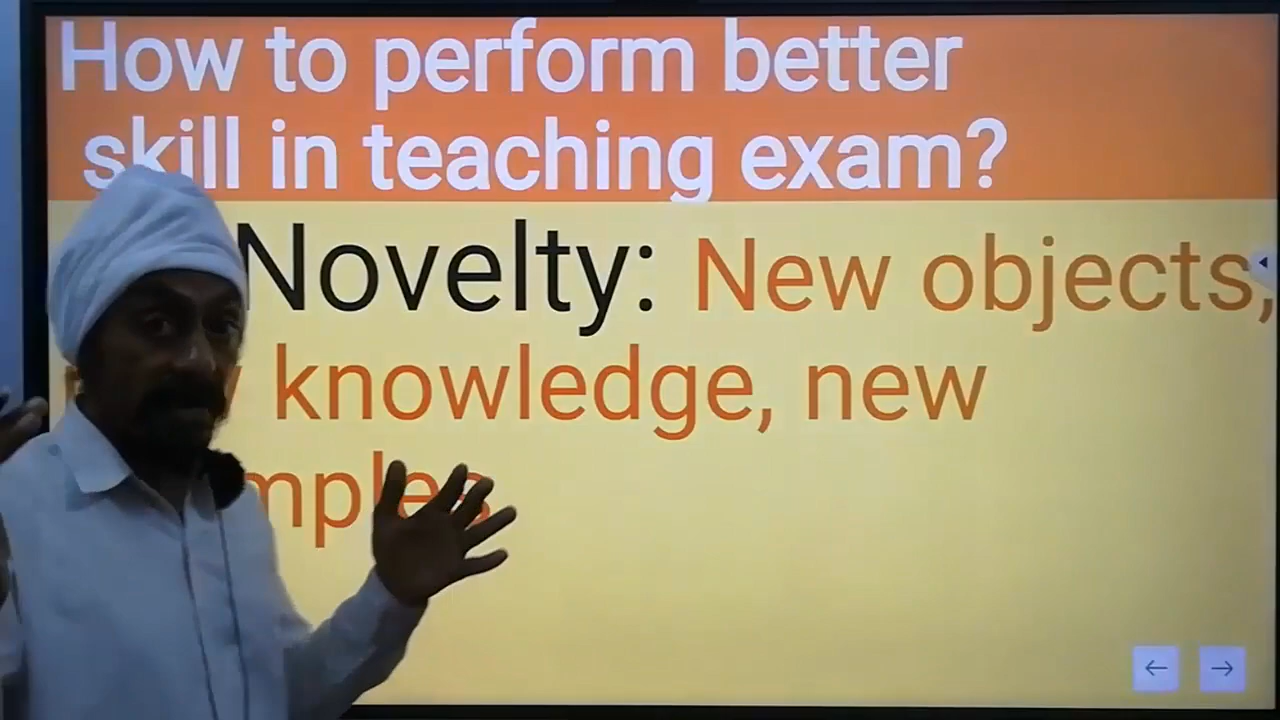 How to perform better
skill in teaching exam?
Novelty: New objects,
knowledge, new